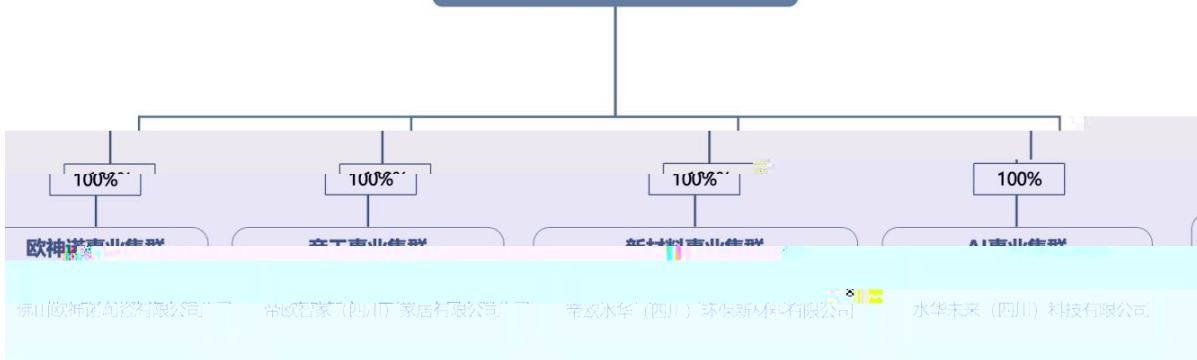 100% 100% 100% 100%
欧神诺事业集群 帝王事业集群 新材料事业集群 AI事业集群
佛山欧神诺陶瓷有限公司 帝欧智家（四川）家居有限公司 帝欧水华（四川）环保新材料有限公司 水华未来（四川）科技有限公司